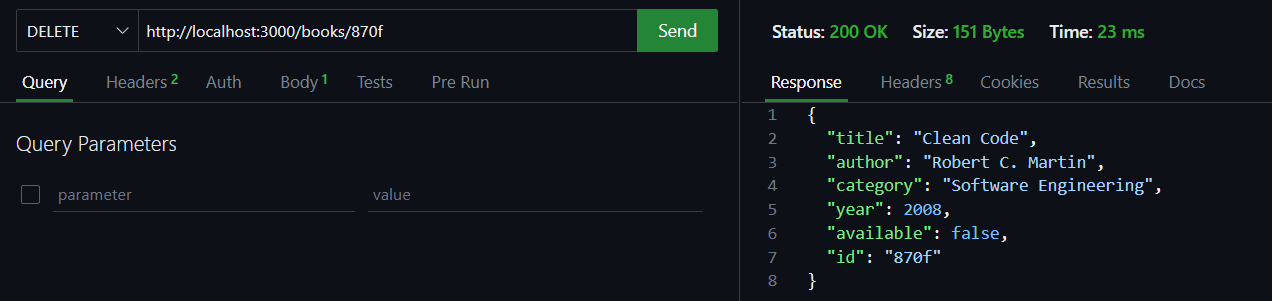 DELETE http://localhost:3000/books/870f Send
Query Headers 2 Auth Body 1 Tests Pre Run
Query Parameters
parameter value
Status: 200 OK Size: 151 Bytes Time: 23 ms
Response Headers 8 Cookies Results Docs
1 {
2 "title": "Clean Code",
3 "author": "Robert C. Martin",
4 "category": "Software Engineering",
5 "year": 2008,
6 "available": false,
7 "id": "870f"
8 }